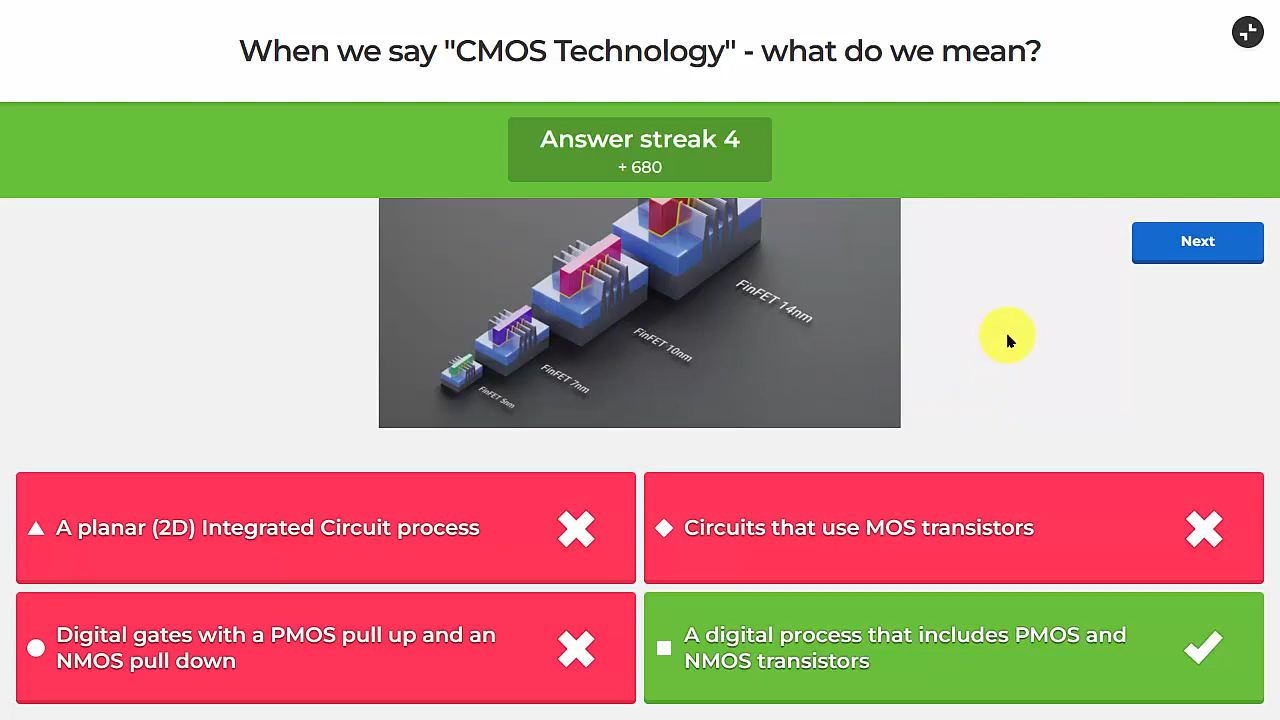 When we say "CMOS Technology" - what do we mean?
Answer streak 4
+ 680
Next
FinFET 14nm
FinFET 10nm
FinFET 7nm
FinFET 5nm
A planar (2D) Integrated Circuit process
Circuits that use MOS transistors
Digital gates with a PMOS pull up and an
NMOS pull down
A digital process that includes PMOS and
NMOS transistors